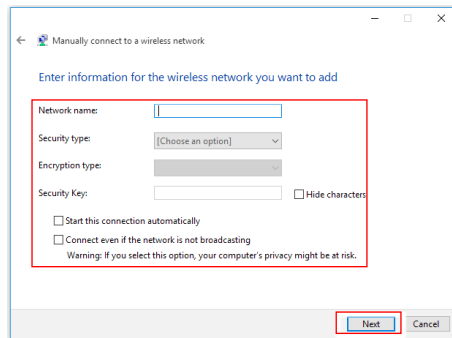 Manually connect to a wireless network
Enter information for the wireless network you want to add
Network name:
Security type: [Choose an option]
Encryption type:
Security Key: Hide characters
Start this connection automatically
Connect even if the network is not broadcasting
Warning: If you select this option, your computer's privacy might be at risk.
Next Cancel